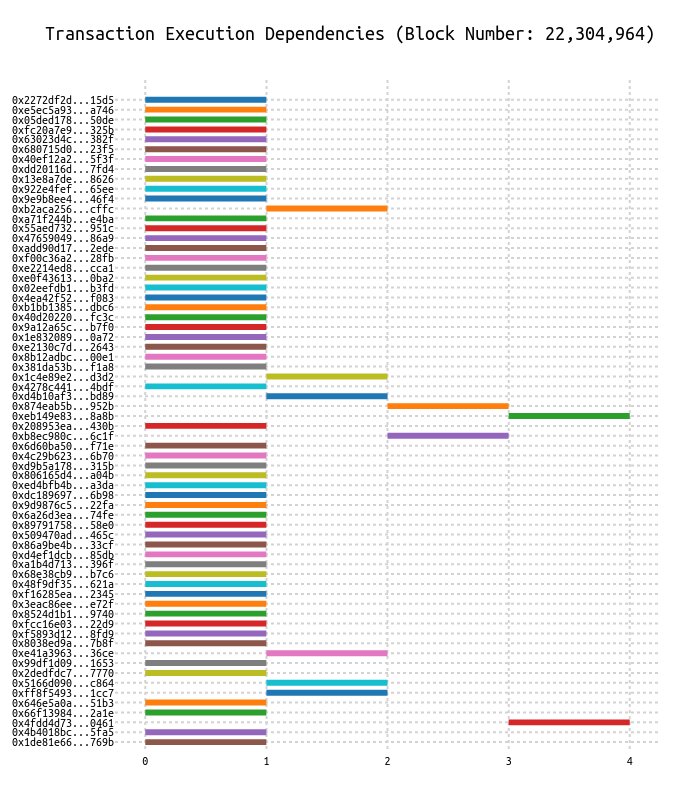 Transaction Execution Dependencies (Block Number: 22,304,964)
0x2272df2d...15d5
0xe5ec5a93...a746
0x05ded178...50de
0xfc20a7e9...325b
0x63023d4c...382f
0x680715d0...23f5
0x40ef12a2...5f3f
0xdd20116d...7fd4
0x13e8a7de...8626
0x922e4fef...65ee
0x9e9b8ee4...46f4
0xb2aca256...cffc
0xa71f244b...e4ba
0x55aed732...951c
0x47659049...86a9
0xadd90d17...2ede
0xf00c36a2...28fb
0xe2214ed8...cca1
0xe0f43613...0ba2
0x02eefdb1...b3fd
0x4ea42f52...f083
0xb1bb1385...dbc6
0x40d20220...fc3c
0x9a12a65c...b7f0
0x1e832089...0a72
0xe2130c7d...2643
0x8b12adbc...00e1
0x381da53b...f1a8
0x1c4e89e2...d3d2
0x4278c441...4bdf
0xd4b10af3...bd89
0x874eab5b...952b
0xeb149e83...8a8b
0x208953ea...430b
0xb8ec980c...6c1f
0x6d60ba50...f71e
0x4c29b623...6b70
0xd9b5a178...315b
0x806165d4...a04b
0xed4bfb4b...a3da
0xdc189697...6b98
0x9d9876c5...22fa
0x6a26d3ea...74fe
0x89791758...58e0
0x509470ad...465c
0x86a9be4b...33cf
0xd4ef1dcb...85db
0xa1b4d713...396f
0x68e38cb9...b7c6
0x48f9df35...621a
0xf16285ea...2345
0x3eac86ee...e72f
0x8524d1b1...9740
0xfcc16e03...22d9
0xf5893d12...8fd9
0x8038ed9a...7b8f
0xe41a3963...36ce
0x99df1d09...1653
0x2dedfdc7...7770
0x5166d090...c864
0xff8f5493...1cc7
0x646e5a0a...51b3
0x66f13984...2a1e
0x4fdd4d73...0461
0x4b4018bc...5fa5
0x1de81e66...769b
0 1 2 3 4